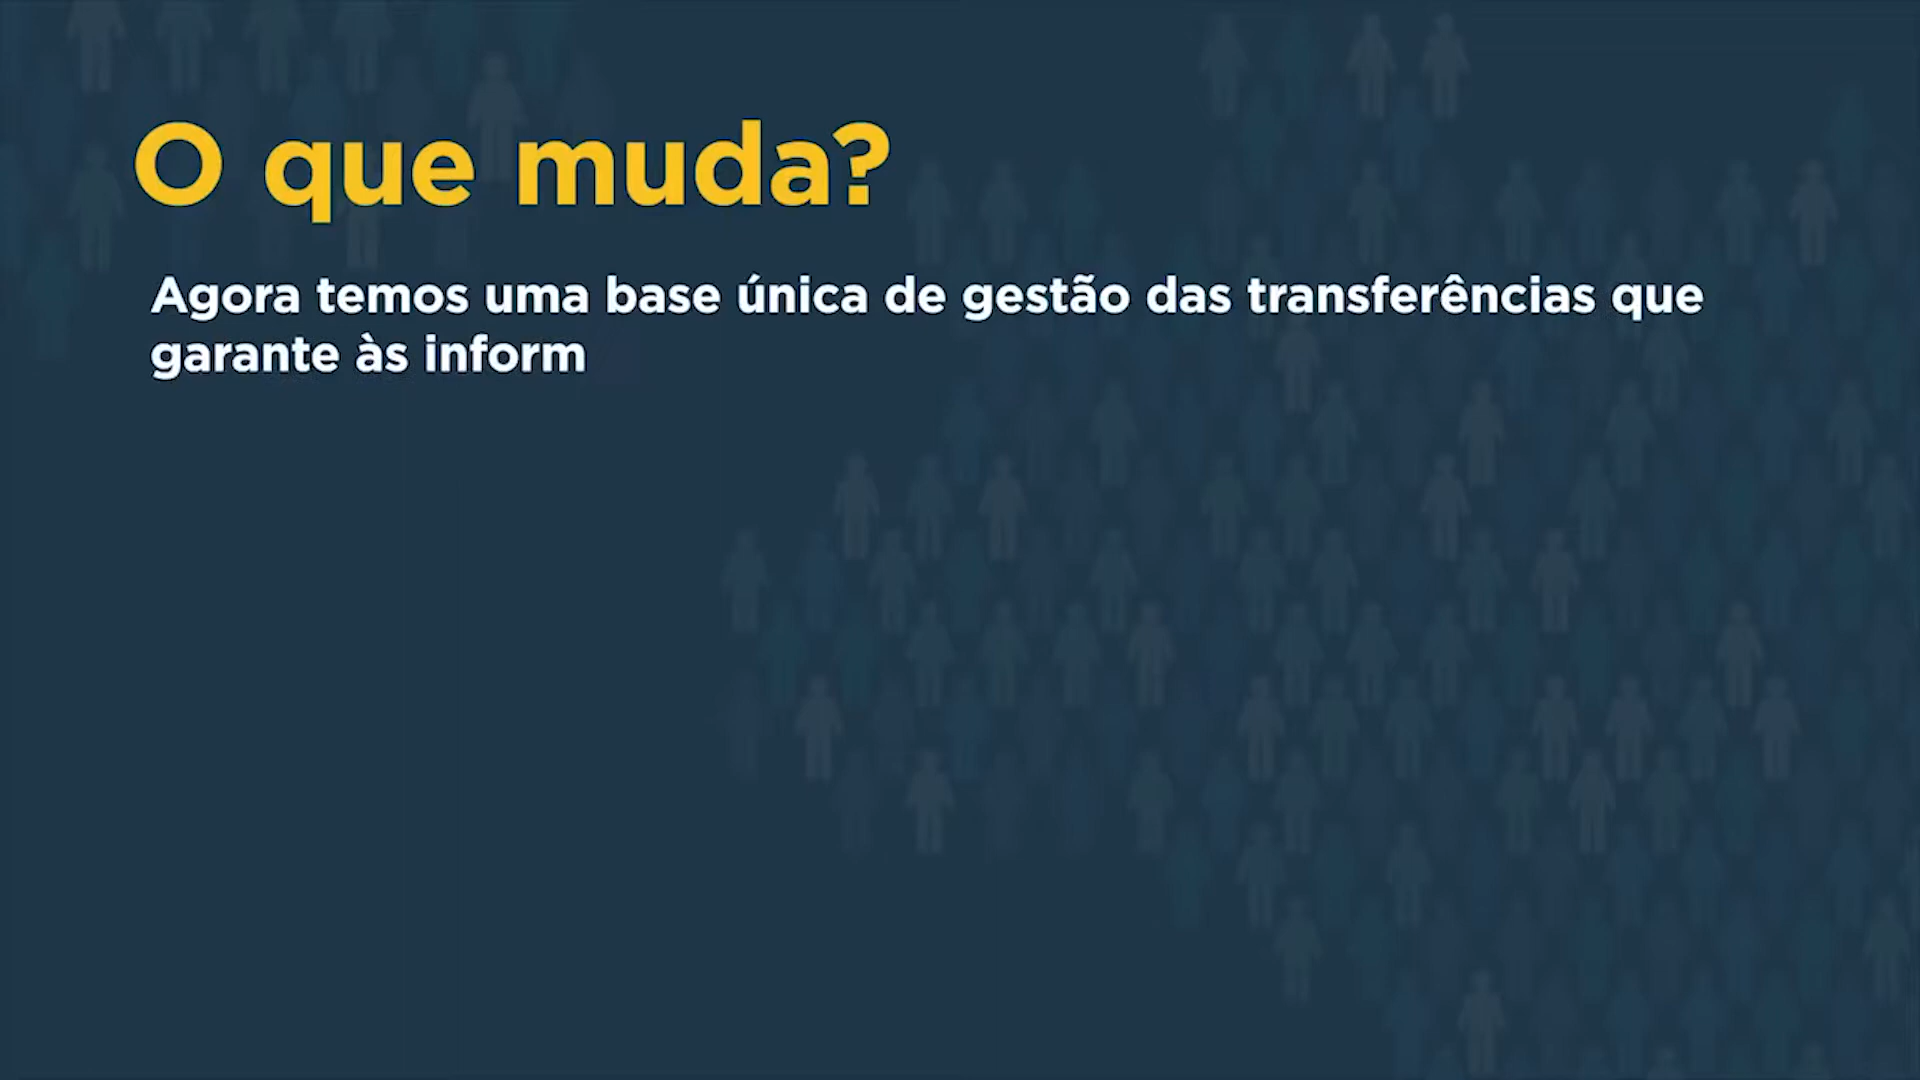 O que muda?
Agora temos uma base única de gestão das transferências que
garante às inform